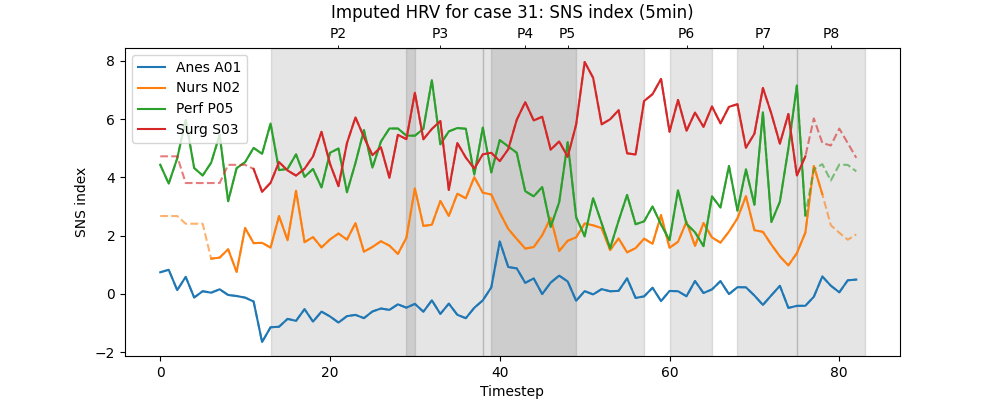 Imputed HRV for case 31: SNS index (5min)
P2 P3 P4 P5 P6 P7 P8
Anes A01
Nurs N02
Perf P05
Surg S03
8
6
4
2
0
−2
SNS index
0 20 40 60 80
Timestep